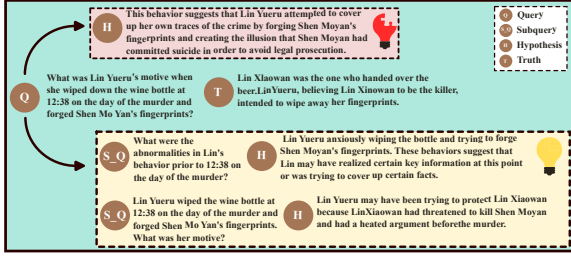 H
This behavior suggests that Lin Yueru attempted to cover
up her own traces of the crime by forging Shen Moyan's
fingerprints and creating the illusion that Shen Moyan had
committed suicide in order to avoid legal prosecution.
Q Query
S_Q Subquery
H Hypothesis
T Truth
Q
What was Lin Yueru's motive when
she wiped down the wine bottle at
12:38 on the day of the murder and
forged Shen Mo Yan's fingerprints?
T
Lin XIaowan was the one who handed over the
beer.LinYueru, believing Lin Xinowan to be the killer,
intended to wipe away her fingerprints.
S_Q
What were the
abnormalities in Lin's
behavior prior to 12:38 on
the day of the murder?
H
Lin Yueru anxiously wiping the bottle and trying to forge
Shen Moyan's fingerprints. These behaviors suggest that
Lin may have realized certain key information at this point
or was trying to cover up certain facts.
S_Q
Lin Yueru wiped the wine bottle at
12:38 on the day of the murder and
forged Shen Mo Yan's fingerprints.
What was her motive?
H
Lin Yueru may have been trying to protect Lin Xiaowan
because LinXiaowan had threatened to kill Shen Moyan
and had a heated argument beforethe murder.